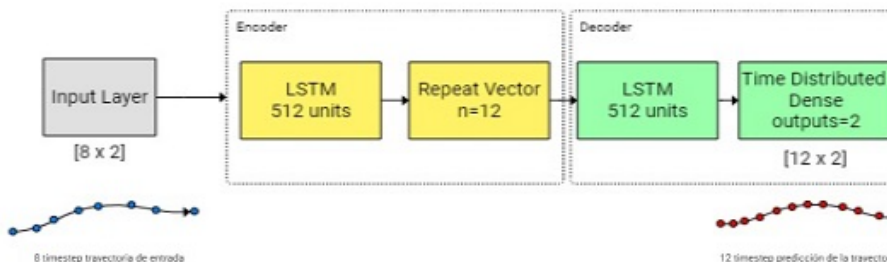 Encoder
Decoder
Input Layer
[8 x 2]
LSTM
512 units
Repeat Vector
n=12
LSTM
512 units
Time Distributed
Dense
outputs=2
[12 x 2]
8 timestep trayectoria de entrada
12 timestep predicción de la